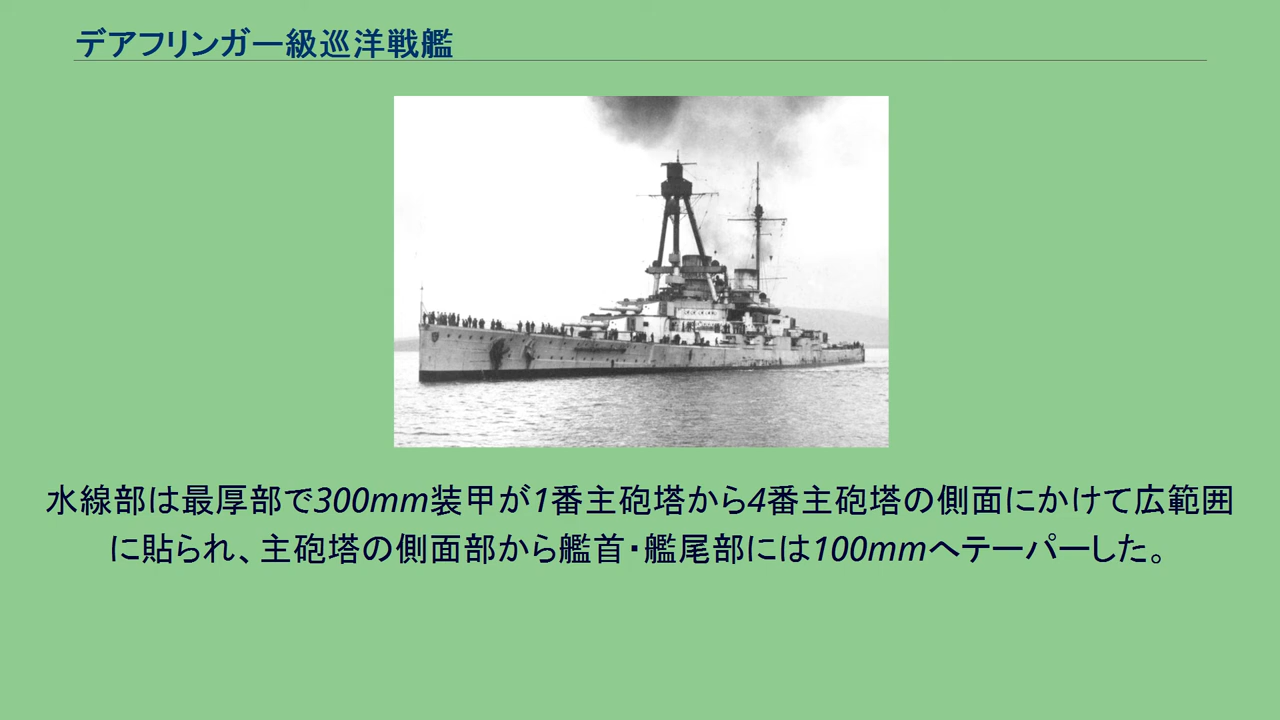 デアフリンガー級巡洋戦艦
水線部は最厚部で300mm装甲が1番主砲塔から4番主砲塔の側面にかけて広範囲
に貼られ、主砲塔の側面部から艦首・艦尾部には100mmへテーパーした。